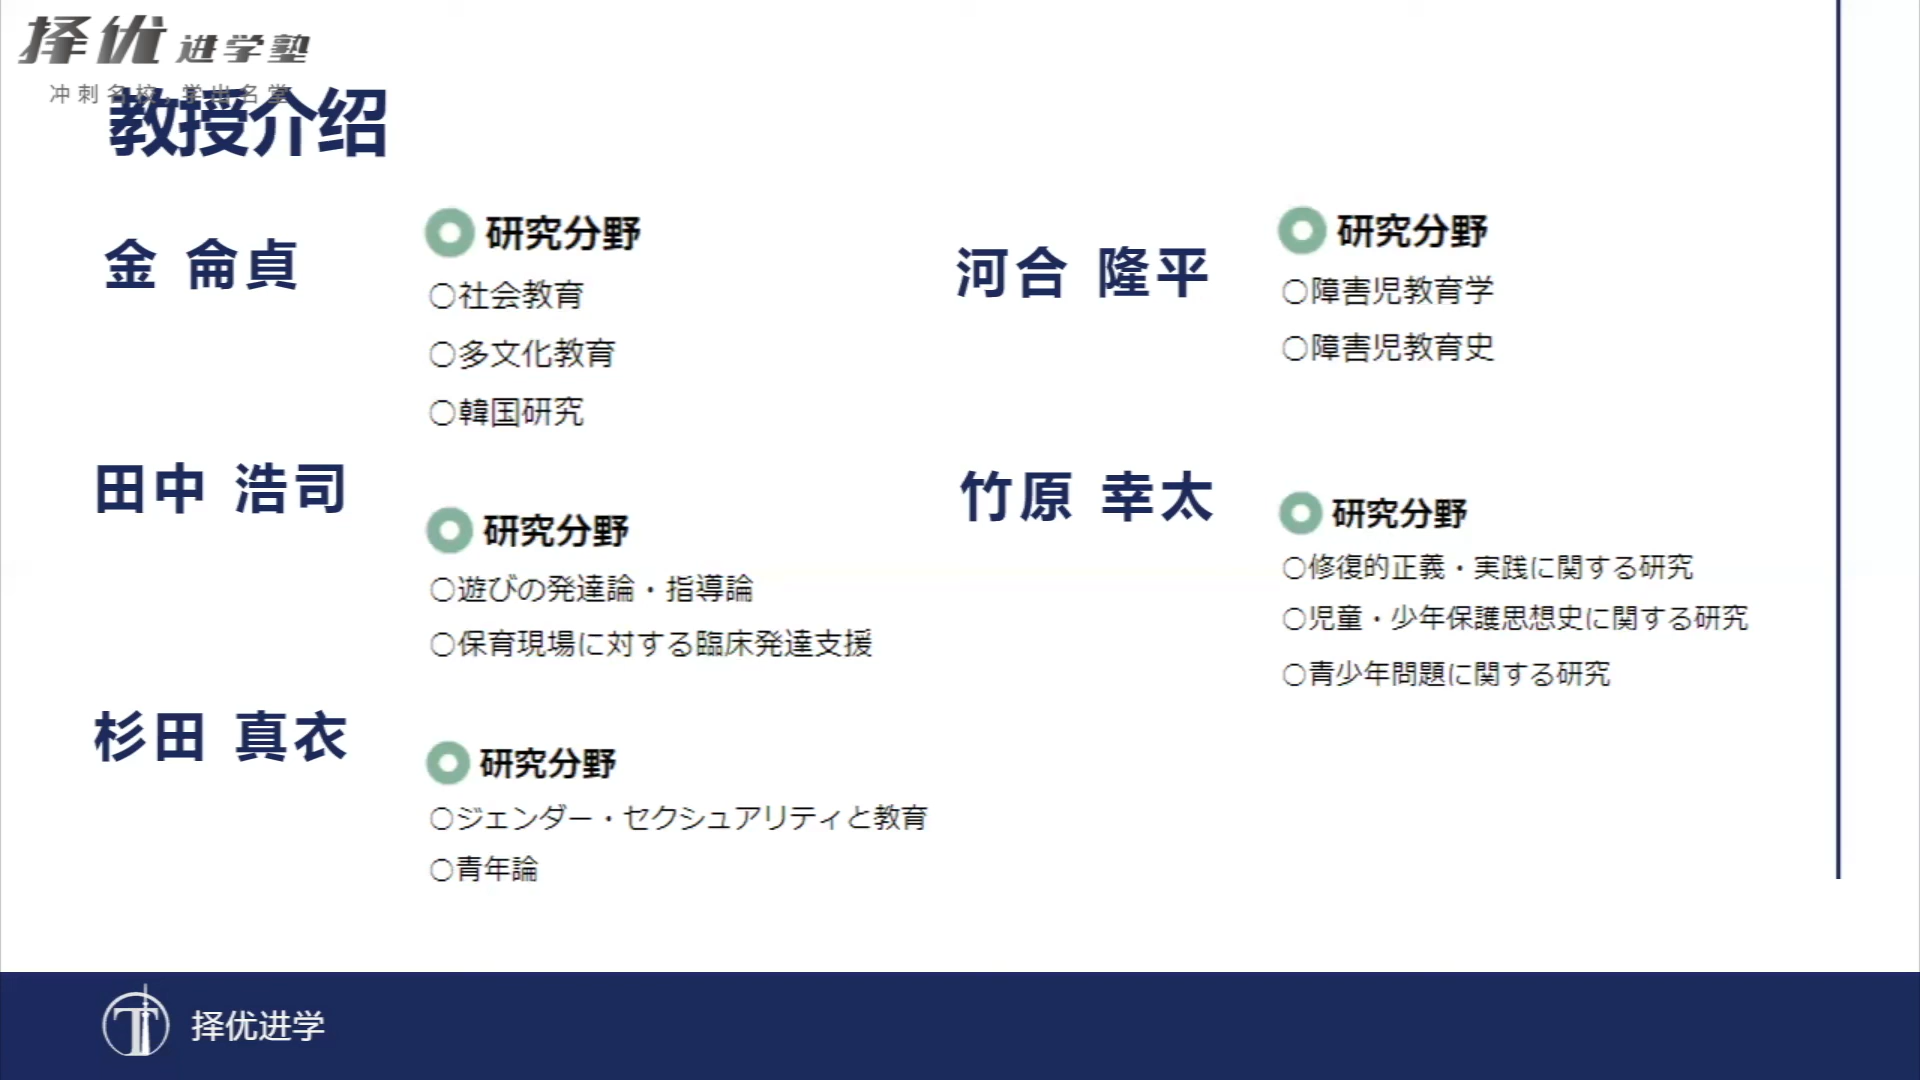 择优进学塾
冲刺名校，学出名堂
教授介绍
金 侖貞
研究分野
○社会教育
○多文化教育
○韓国研究
田中 浩司
研究分野
○遊びの発達論・指導論
○保育現場に対する臨床発達支援
杉田 真衣
研究分野
○ジェンダー・セクシュアリティと教育
○青年論
河合 隆平
研究分野
○障害児教育学
○障害児教育史
竹原 幸太
研究分野
○修復的正義・実践に関する研究
○児童・少年保護思想史に関する研究
○青少年問題に関する研究
择优进学